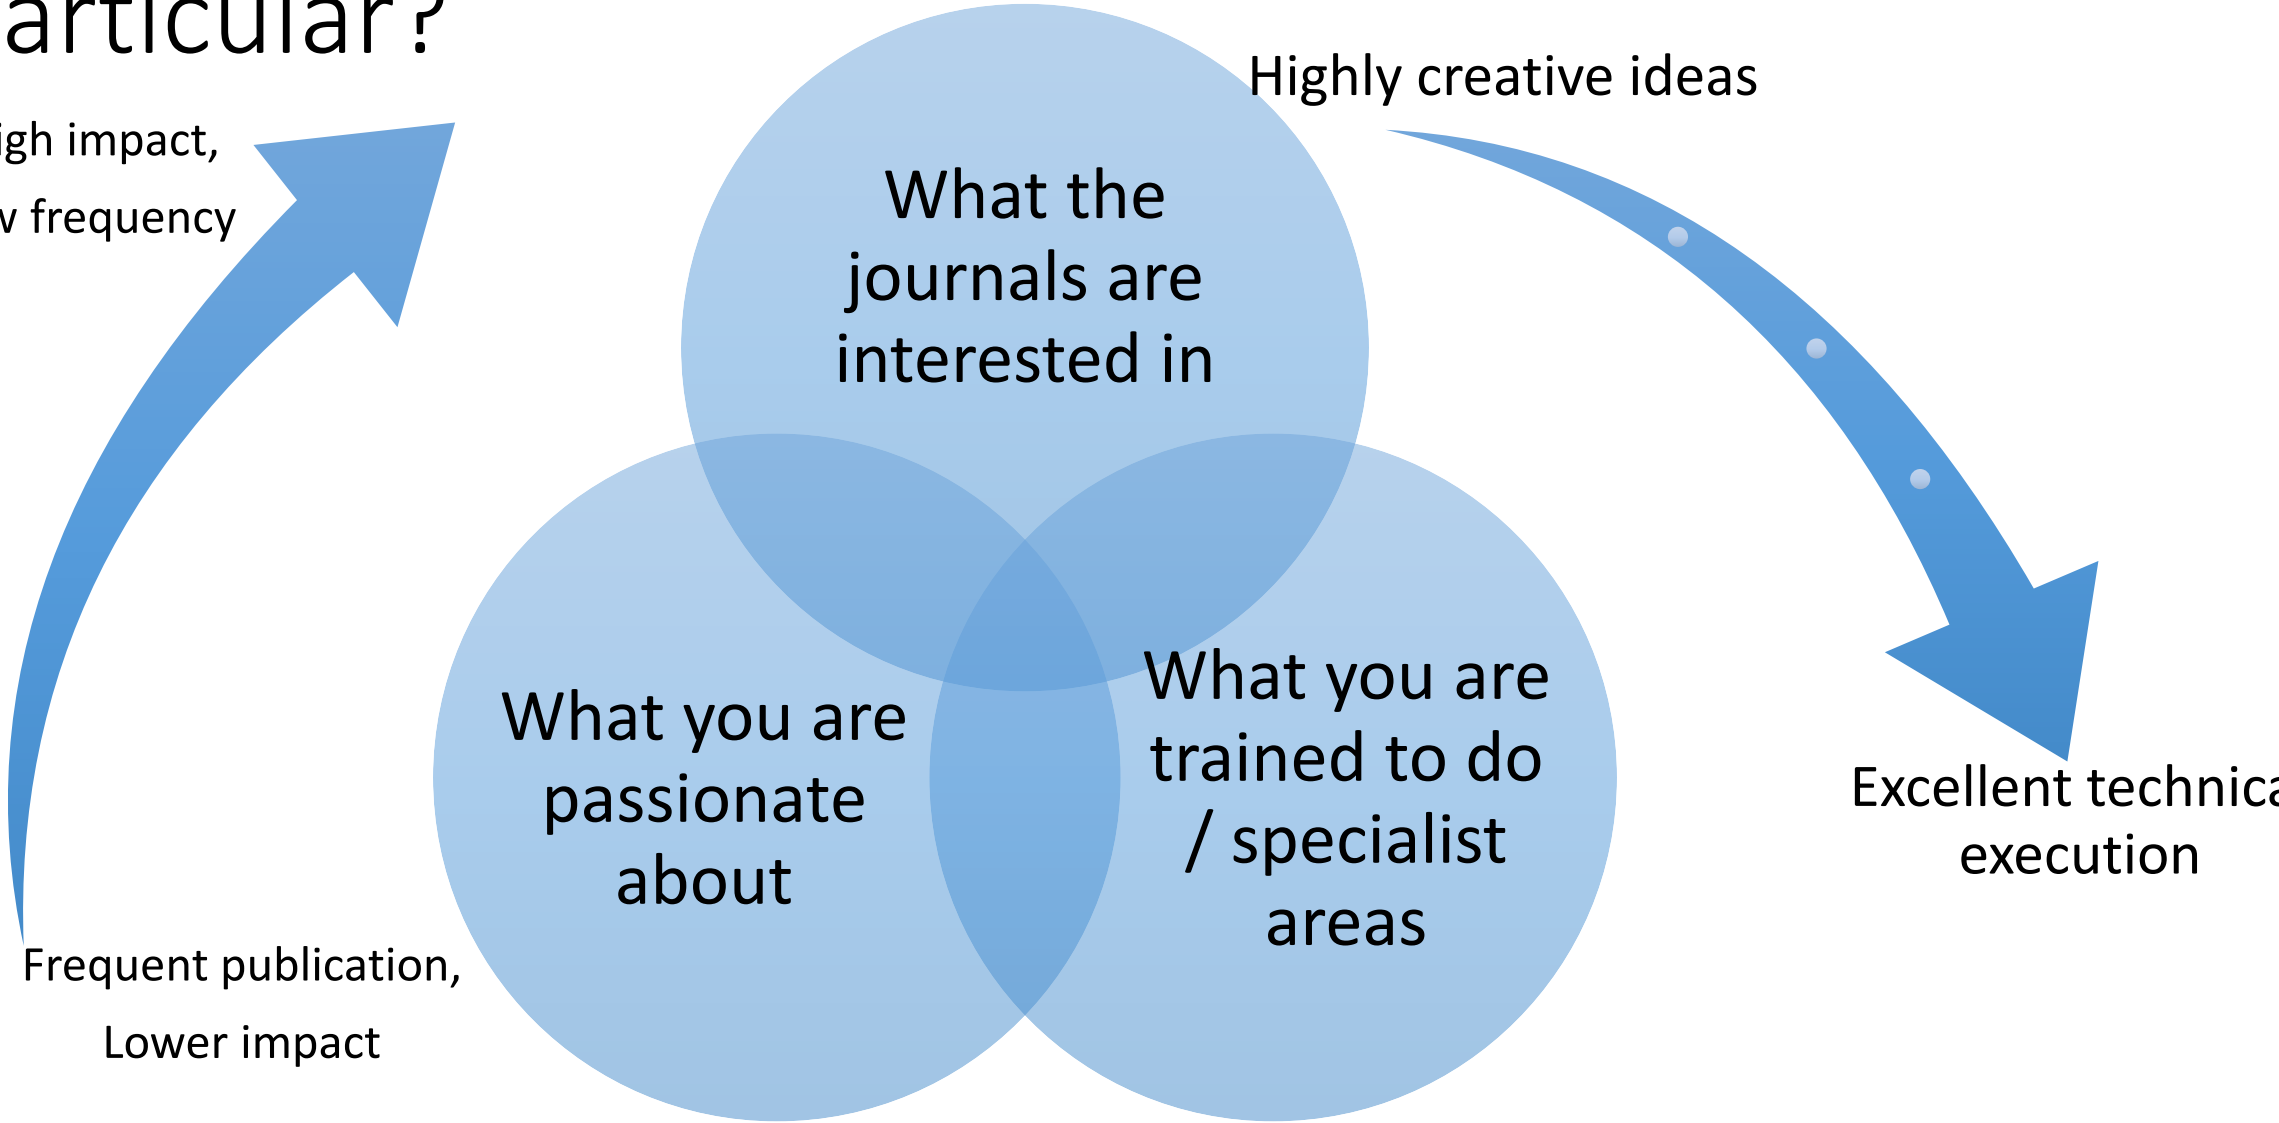 articular?
igh impact,
w frequency
Highly creative ideas
What the
journals are
interested in
What you are
passionate
about
What you are
trained to do
/ specialist
areas
Excellent technica
execution
Frequent publication,
Lower impact